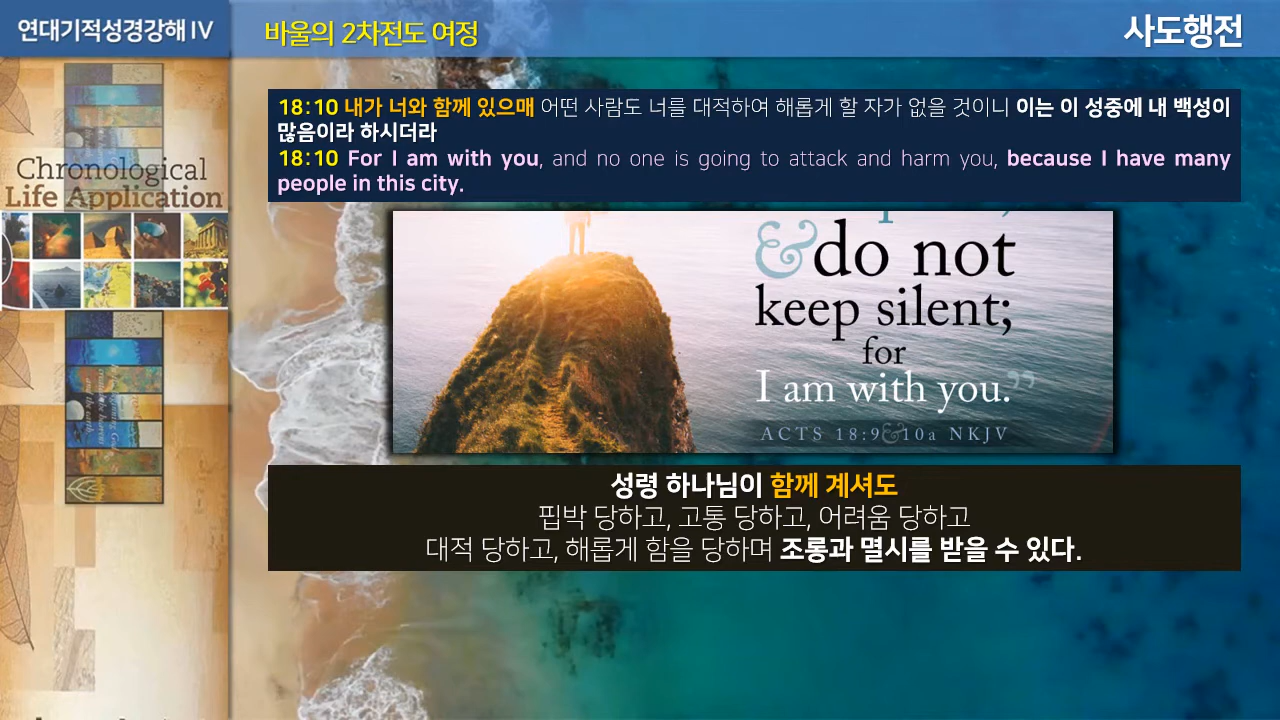 연대기적성경강해 IV
바울의 2차전도 여정
사도행전
Chronological
Life Application
18:10 내가 너와 함께 있으매 어떤 사람도 너를 대적하여 해롭게 할 자가 없을 것이니 이는 이 성중에 내 백성이
많음이라 하시더라
18:10 For I am with you, and no one is going to attack and harm you, because I have many
people in this city.
& do not
keep silent;
for
I am with you.”
ACTS 18:9&10a NKJV
성령 하나님이 함께 계셔도
핍박 당하고, 고통 당하고, 어려움 당하고
대적 당하고, 해롭게 함을 당하며 조롱과 멸시를 받을 수 있다.